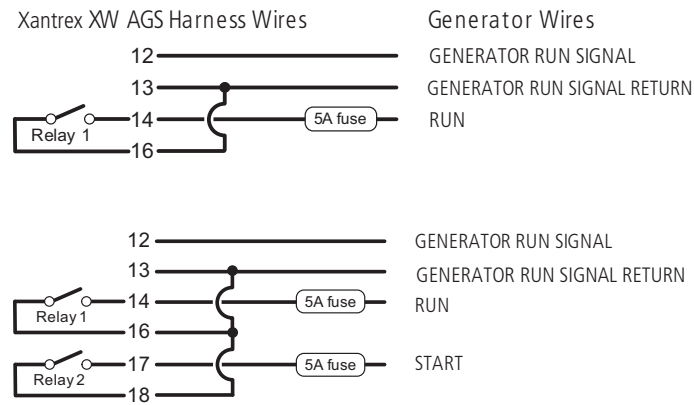 Xantrex XW AGS Harness Wires Generator Wires
12 GENERATOR RUN SIGNAL
13 GENERATOR RUN SIGNAL RETURN
14 5A fuse RUN
Relay 1
16
12 GENERATOR RUN SIGNAL
13 GENERATOR RUN SIGNAL RETURN
14 5A fuse RUN
Relay 1
16
17 5A fuse START
Relay 2
18